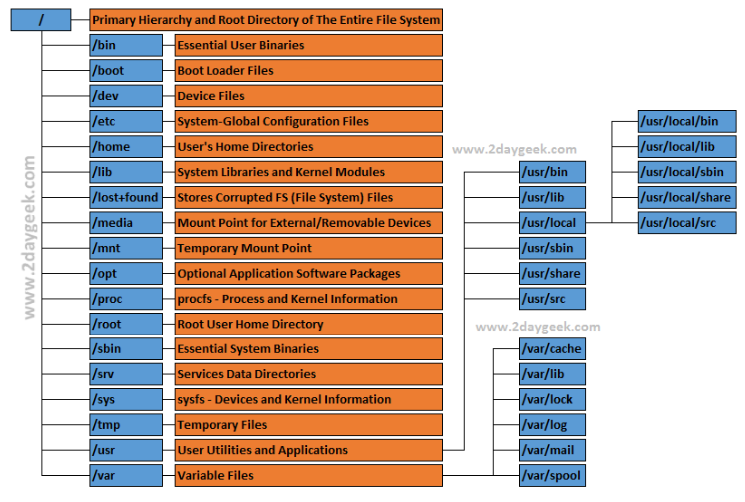 / Primary Hierarchy and Root Directory of The Entire File System
/bin Essential User Binaries
/boot Boot Loader Files
/dev Device Files
/etc System-Global Configuration Files
/home User's Home Directories
/lib System Libraries and Kernel Modules
/lost+found Stores Corrupted FS (File System) Files
/media Mount Point for External/Removable Devices
/mnt Temporary Mount Point
/opt Optional Application Software Packages
/proc procfs - Process and Kernel Information
/root Root User Home Directory
/sbin Essential System Binaries
/srv Services Data Directories
/sys sysfs - Devices and Kernel Information
/tmp Temporary Files
/usr User Utilities and Applications
/var Variable Files
www.2daygeek.com
www.2daygeek.com
/usr/bin
/usr/lib
/usr/local
/usr/sbin
/usr/share
/usr/src
/usr/local/bin
/usr/local/lib
/usr/local/sbin
/usr/local/share
/usr/local/src
www.2daygeek.com
/var/cache
/var/lib
/var/lock
/var/log
/var/mail
/var/spool